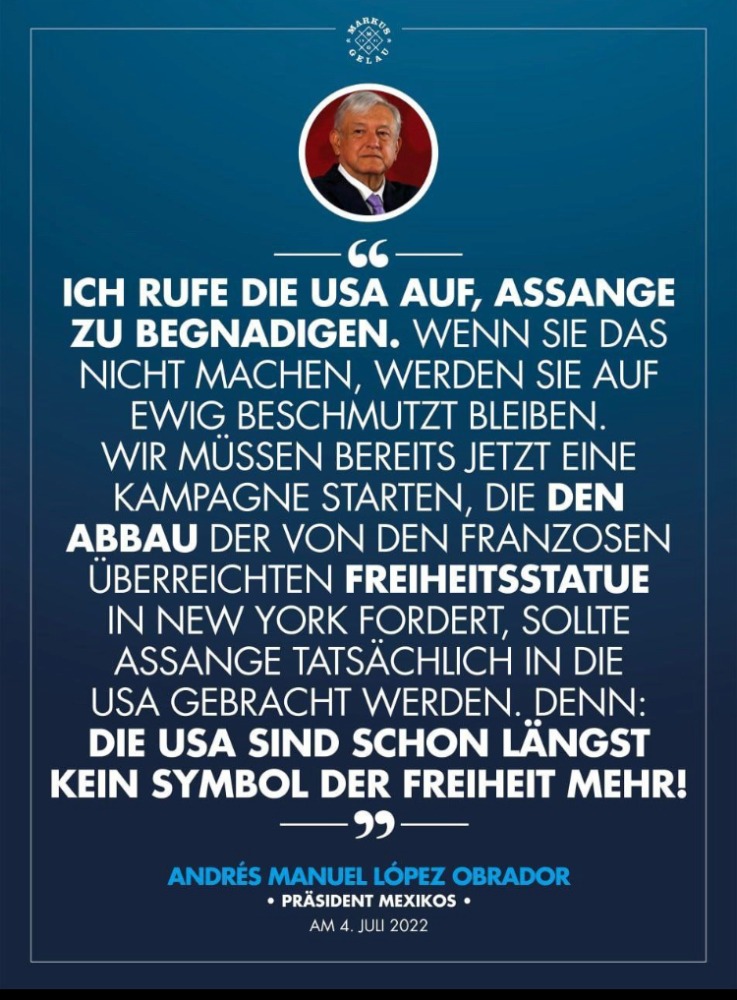 MARKUS
GELAU
“
ICH RUFE DIE USA AUF, ASSANGE
ZU BEGNADIGEN. WENN SIE DAS
NICHT MACHEN, WERDEN SIE AUF
EWIG BESCHMUTZT BLEIBEN.
WIR MÜSSEN BEREITS JETZT EINE
KAMPAGNE STARTEN, DIE DEN
ABBAU DER VON DEN FRANZOSEN
ÜBERREICHTEN FREIHEITSSTATUE
IN NEW YORK FORDERT, SOLLTE
ASSANGE TATSÄCHLICH IN DIE
USA GEBRACHT WERDEN. DENN:
DIE USA SIND SCHON LÄNGST
KEIN SYMBOL DER FREIHEIT MEHR!
”
ANDRÉS MANUEL LÓPEZ OBRADOR
• PRÄSIDENT MEXIKOS •
AM 4. JULI 2022